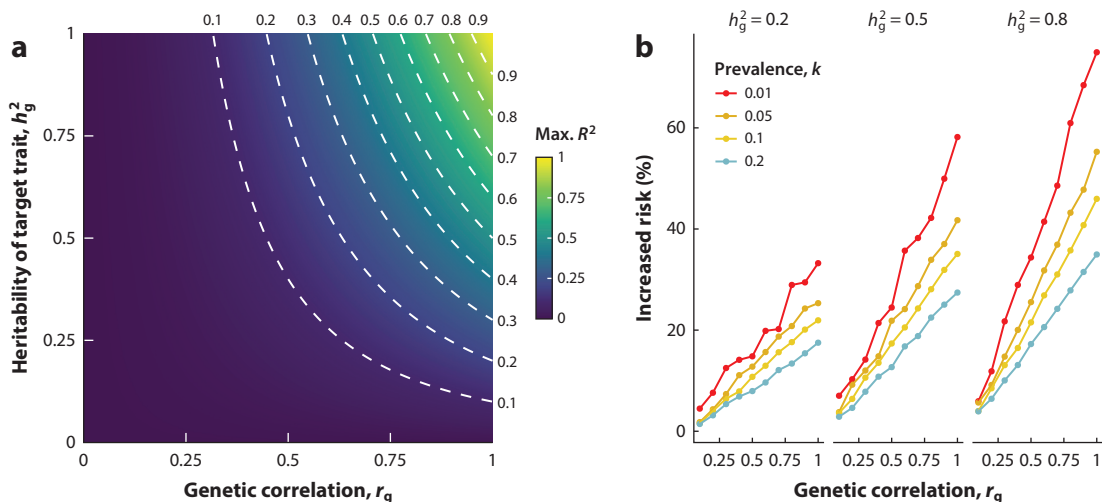 a
0.1 0.2 0.3 0.4 0.5 0.6 0.7 0.8 0.9
1
0.75
0.5
0.25
0
Heritability of target trait, h²g
0.9
0.8
0.7
0.6
0.5
0.4
0.3
0.2
0.1
0 0.25 0.5 0.75 1
Genetic correlation, rg
Max. R²
1
0.75
0.5
0.25
0
b
h²g = 0.2 h²g = 0.5 h²g = 0.8
Prevalence, k
0.01
0.05
0.1
0.2
Increased risk (%)
60
40
20
0
0.25 0.5 0.75 1 0.25 0.5 0.75 1 0.25 0.5 0.75 1
Genetic correlation, rg